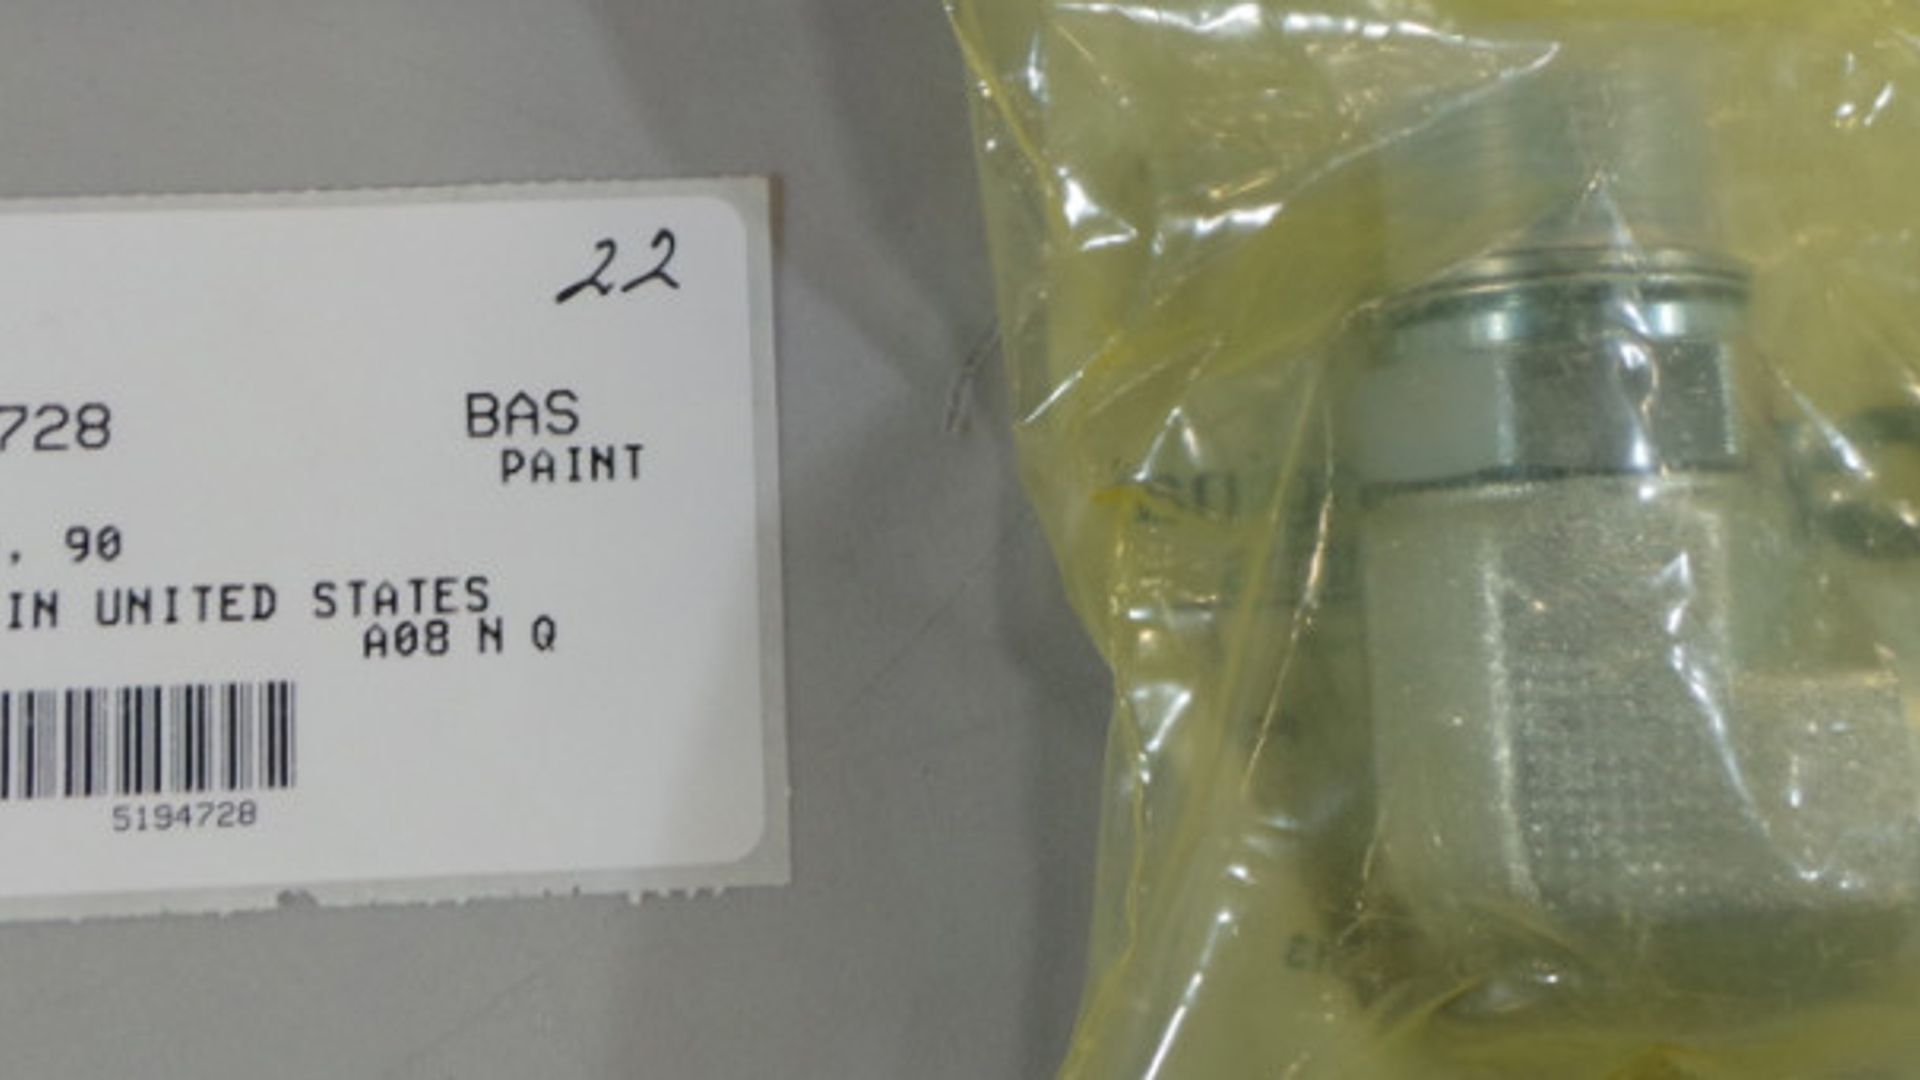 22
728 BAS
PAINT
, 90
IN UNITED STATES
A08 N Q
5194728